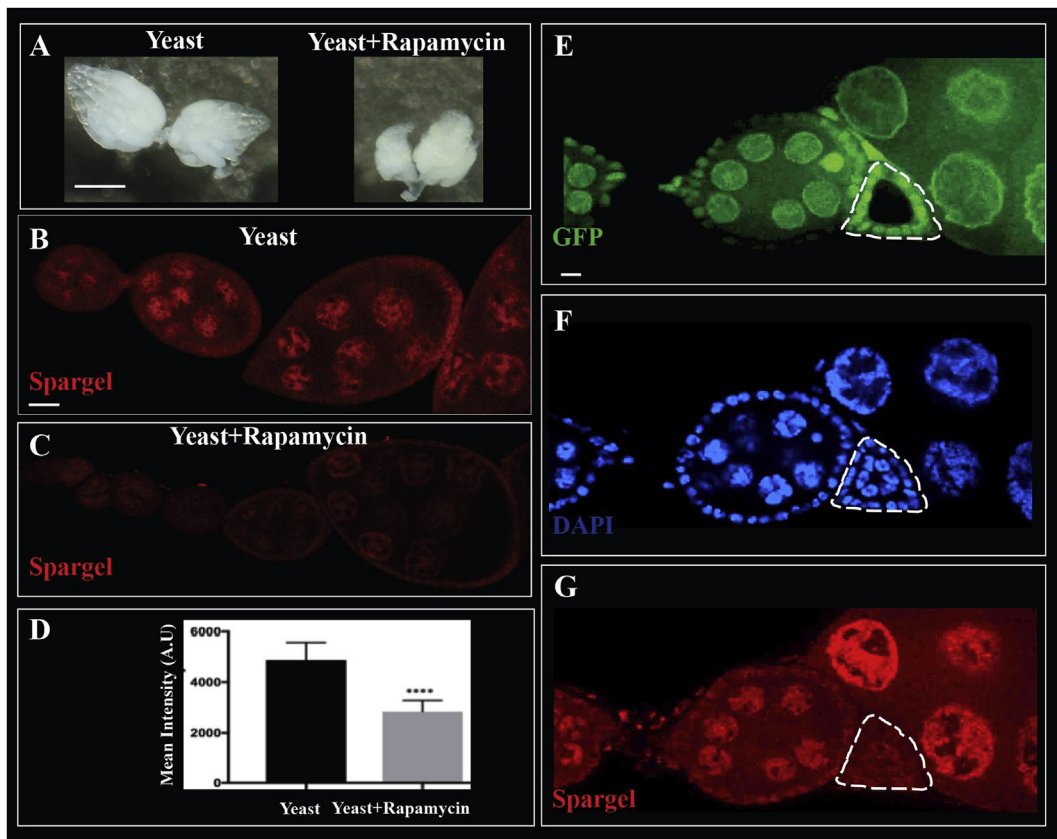 A
Yeast
Yeast+Rapamycin
B
Yeast
Spargel
C
Yeast+Rapamycin
Spargel
D
Mean Intensity (A.U)
6000
4000
2000
0
****
Yeast
Yeast+Rapamycin
E
GFP
F
DAPI
G
Spargel